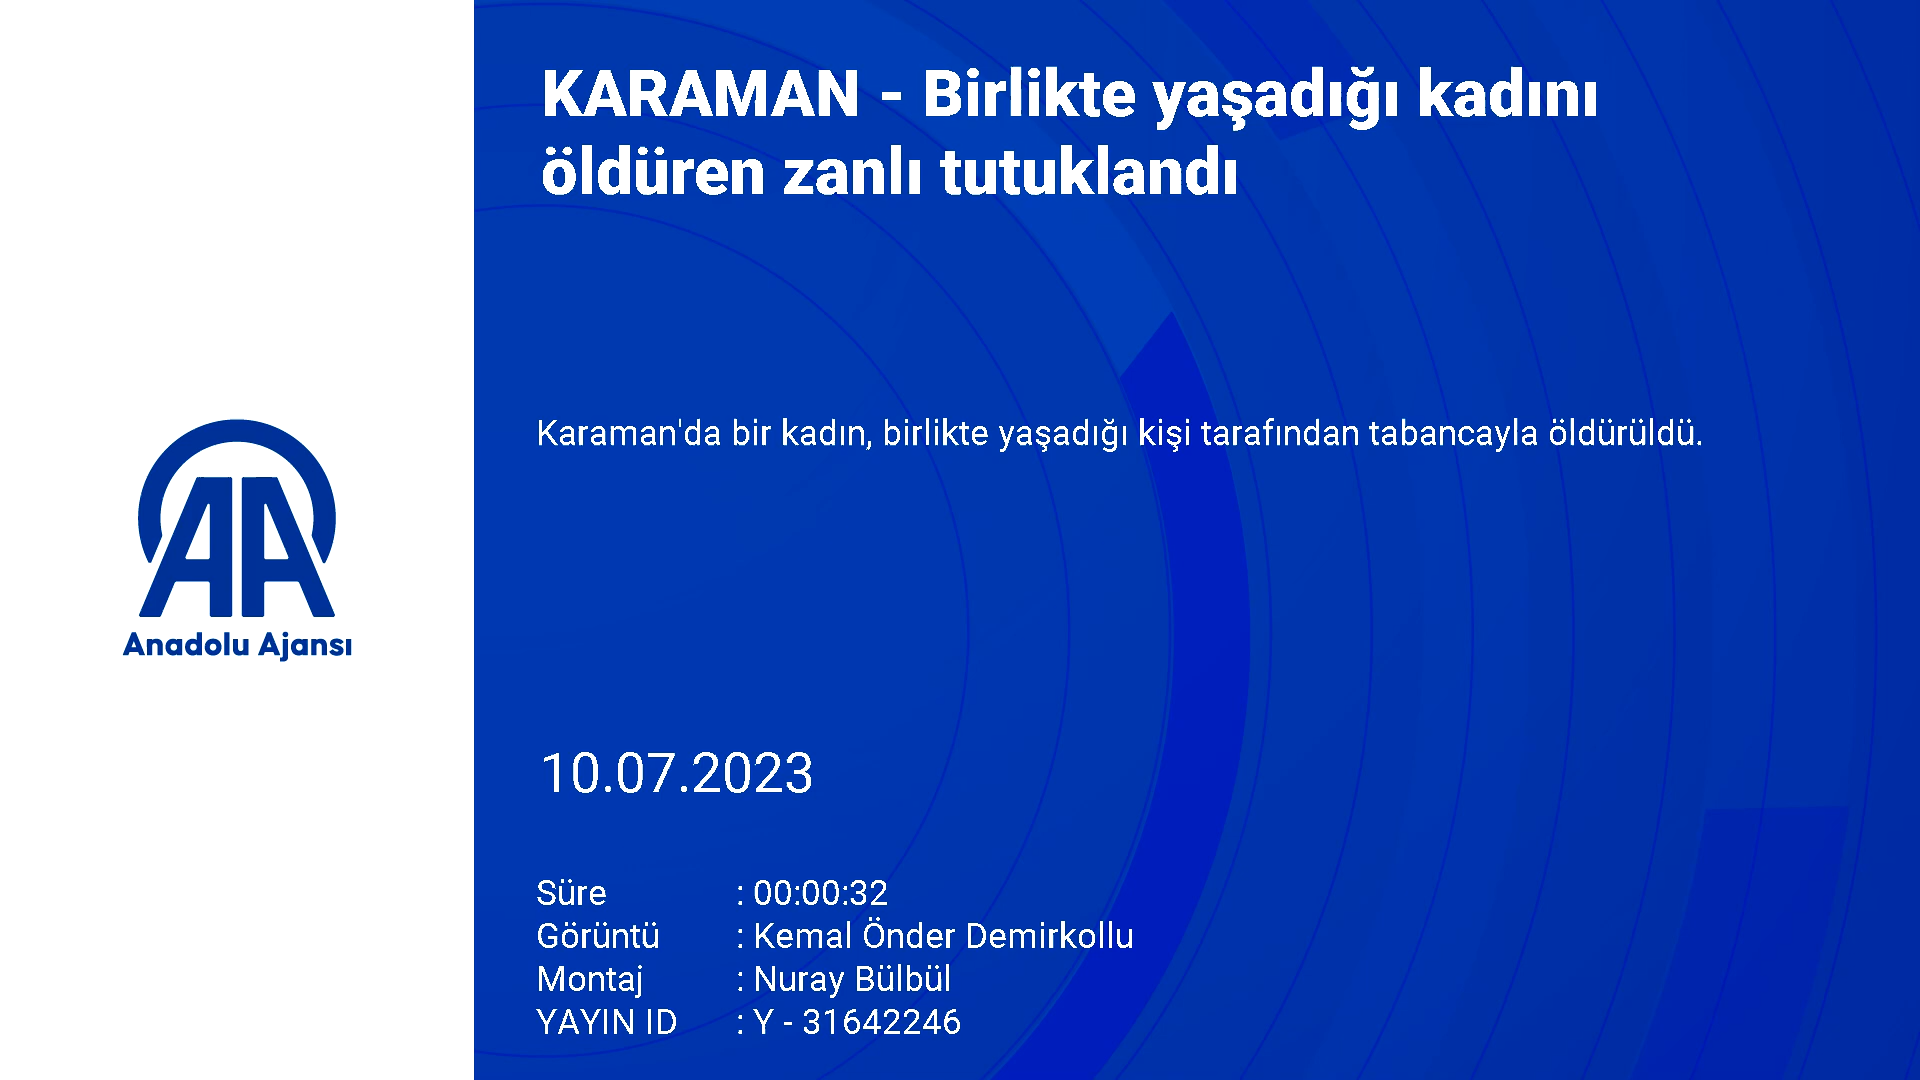 KARAMAN - Birlikte yaşadığı kadını
öldüren zanlı tutuklandı
Karaman'da bir kadın, birlikte yaşadığı kişi tarafından tabancayla öldürüldü.
AA
Anadolu Ajansı
10.07.2023
Süre : 00:00:32
Görüntü : Kemal Önder Demirkollu
Montaj : Nuray Bülbül
YAYIN ID : Y - 31642246